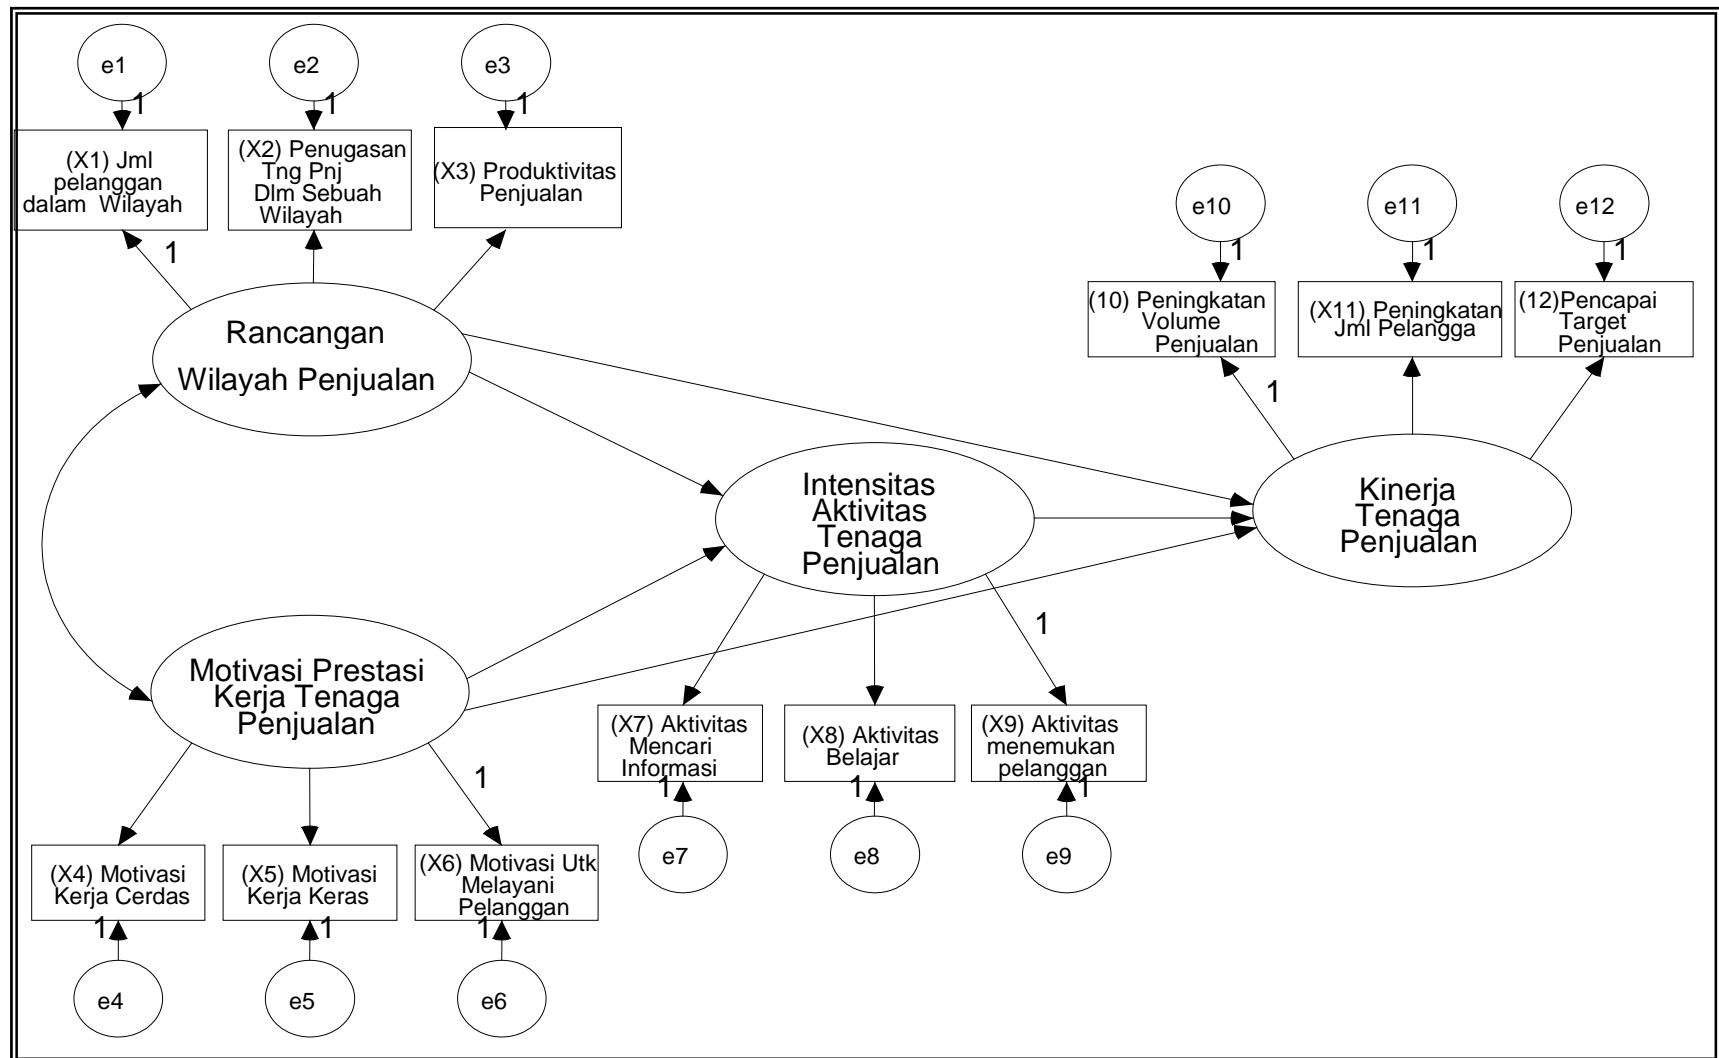 e1
e2
e3
1
1
1
(X1) Jml
pelanggan
dalam Wilayah
(X2) Penugasan
Tng Pnj
Dlm Sebuah
Wilayah
(X3) Produktivitas
Penjualan
1
e10
e11
e12
1
1
1
(10) Peningkatan
Volume
Penjualan
(X11) Peningkatan
Jml Pelangga
(12)Pencapai
Target
Penjualan
1
Rancangan
Wilayah Penjualan
Intensitas
Aktivitas
Tenaga
Penjualan
Kinerja
Tenaga
Penjualan
Motivasi Prestasi
Kerja Tenaga
Penjualan
1
1
(X7) Aktivitas
Mencari
Informasi
(X8) Aktivitas
Belajar
(X9) Aktivitas
menemukan
pelanggan
1
1
1
e7
e8
e9
(X4) Motivasi
Kerja Cerdas
(X5) Motivasi
Kerja Keras
(X6) Motivasi Utk
Melayani
Pelanggan
1
1
1
e4
e5
e6